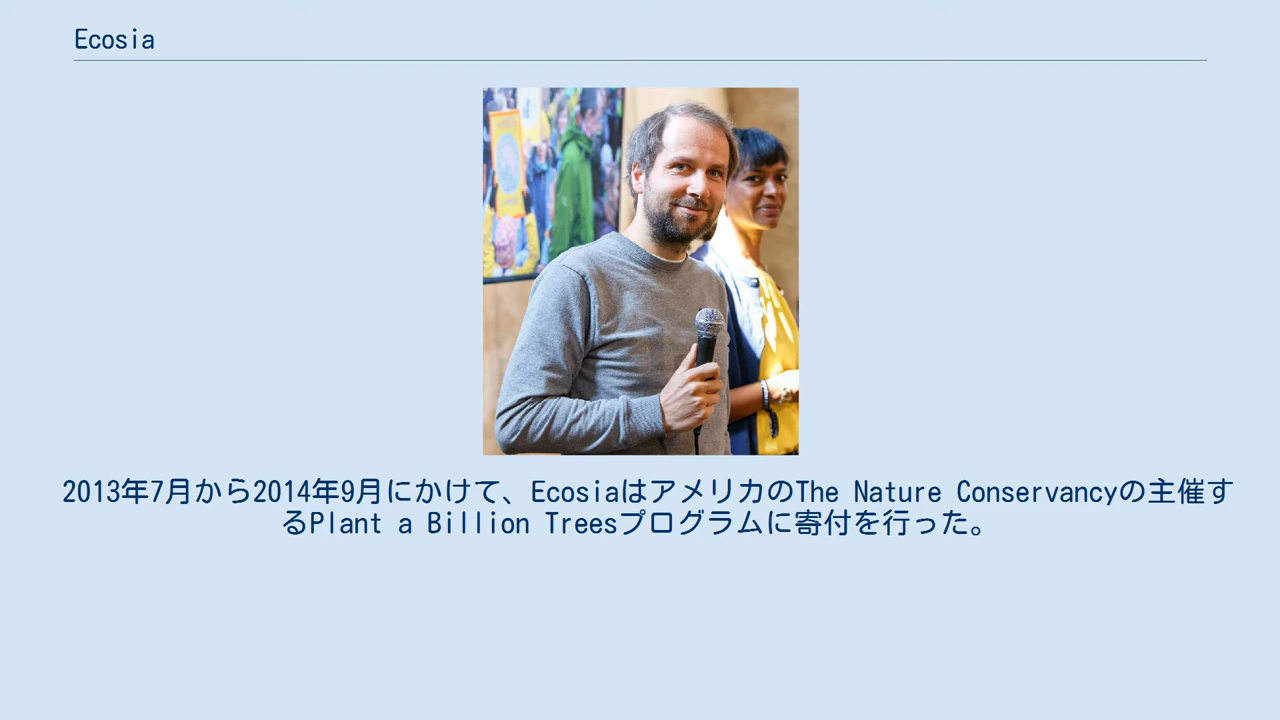 Ecosia
2013年7月から2014年9月にかけて、EcosiaはアメリカのThe Nature Conservancyの主催す
るPlant a Billion Treesプログラムに寄付を行った。